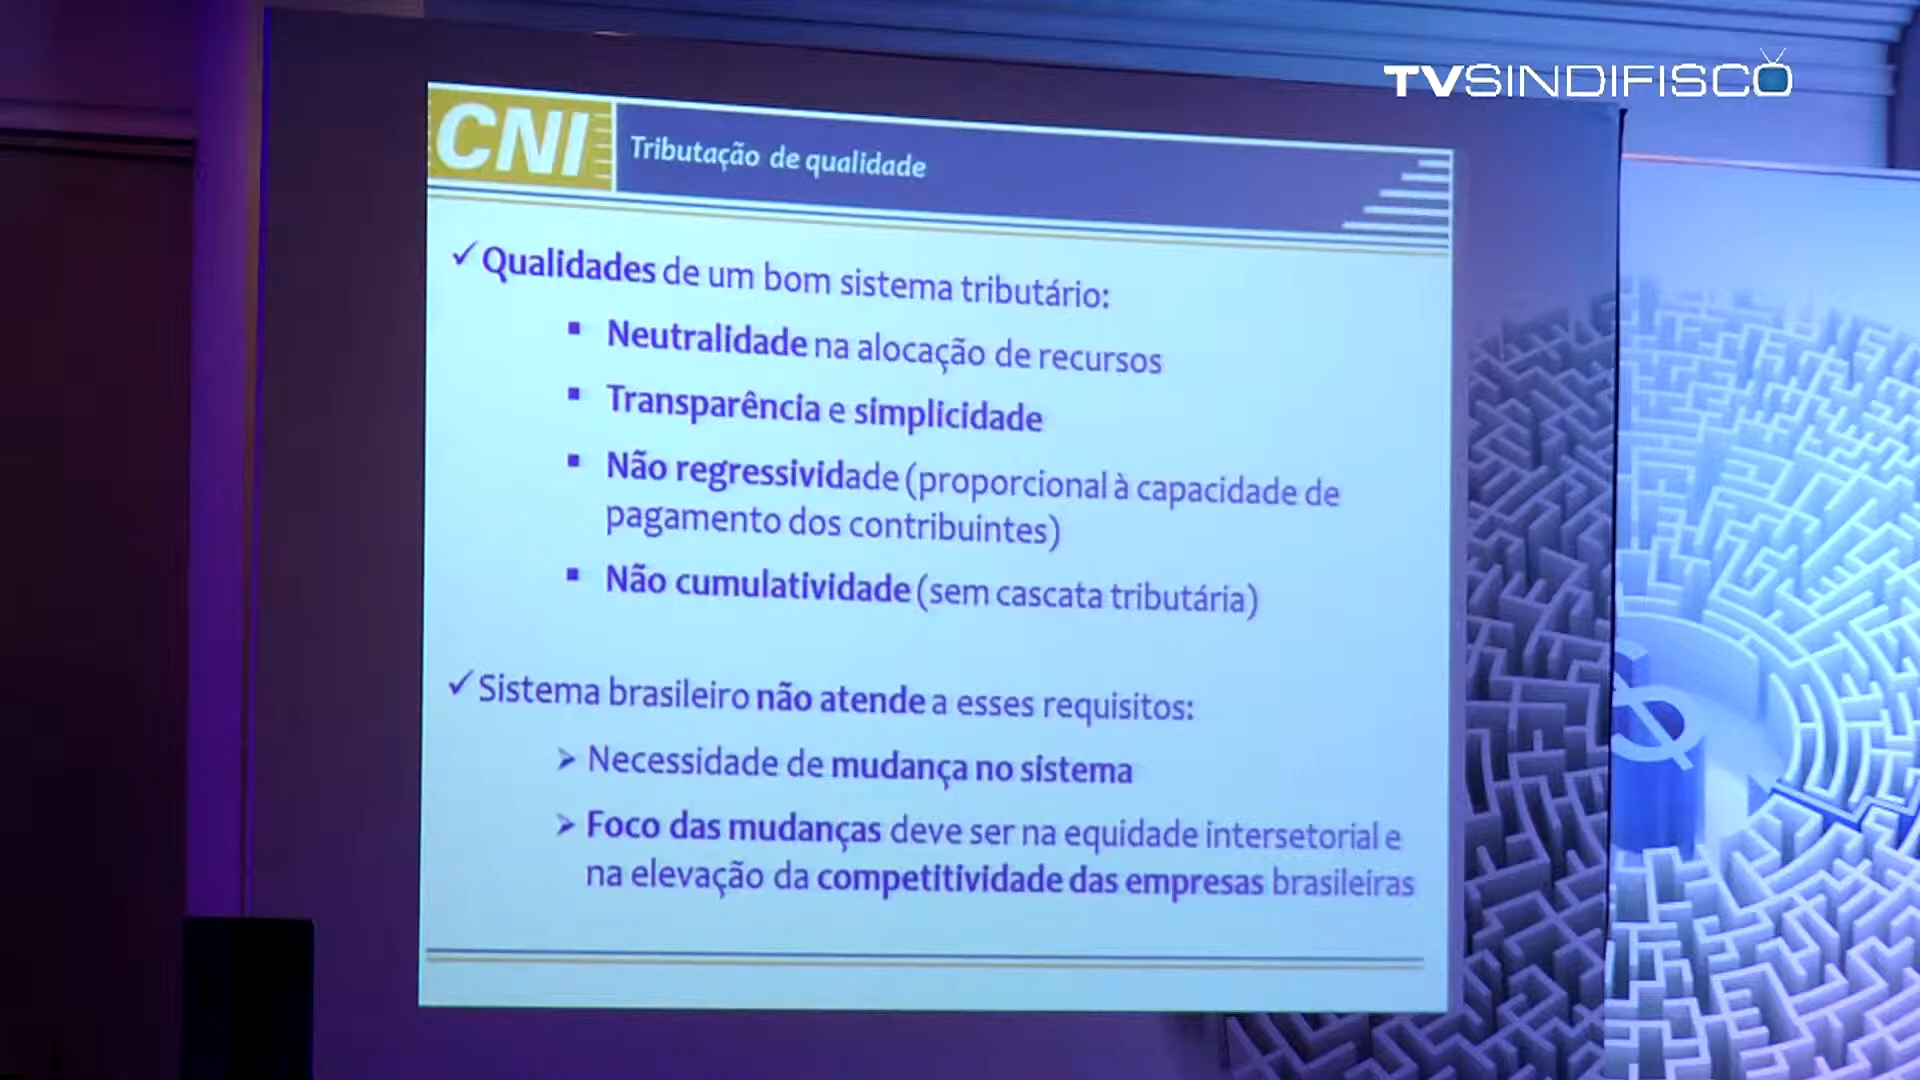 TVSINDIFISCO
CNI
Tributação de qualidade
✓ Qualidades de um bom sistema tributário:
▪ Neutralidade na alocação de recursos
▪ Transparência e simplicidade
▪ Não regressividade (proporcional à capacidade de
pagamento dos contribuintes)
▪ Não cumulatividade (sem cascata tributária)
✓ Sistema brasileiro não atende a esses requisitos:
➢ Necessidade de mudança no sistema
➢ Foco das mudanças deve ser na equidade intersetorial e
na elevação da competitividade das empresas brasileiras
$